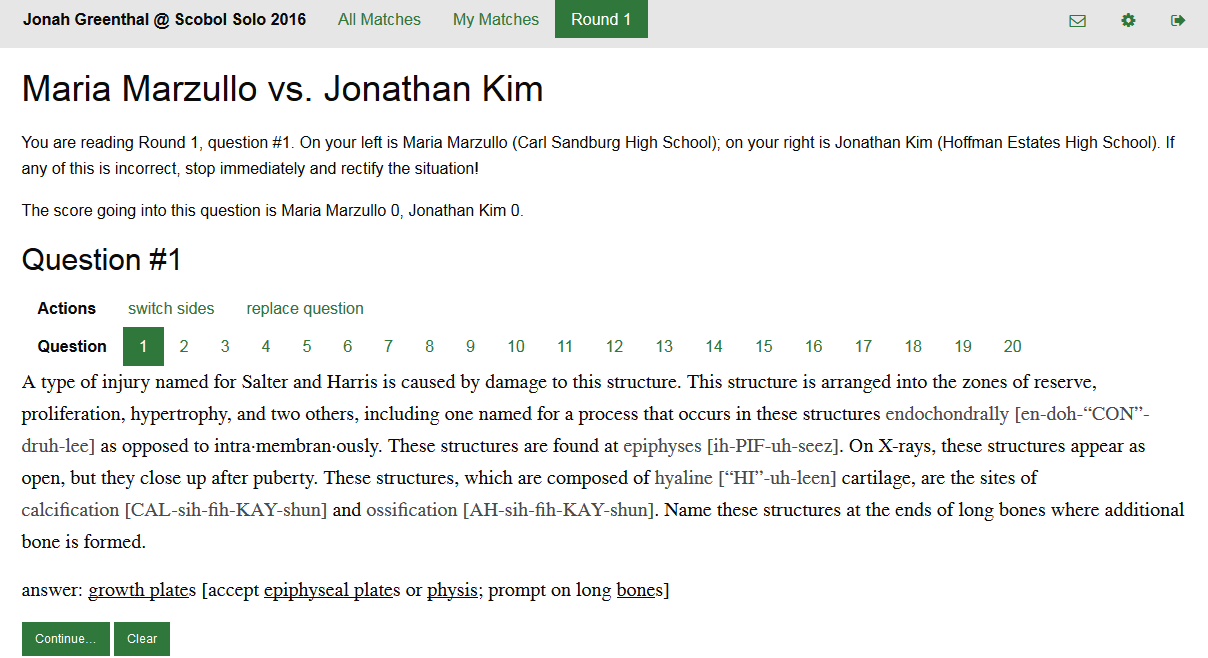 Jonah Greenthal @ Scobol Solo 2016 All Matches My Matches Round 1
Maria Marzullo vs. Jonathan Kim
You are reading Round 1, question #1. On your left is Maria Marzullo (Carl Sandburg High School); on your right is Jonathan Kim (Hoffman Estates High School). If
any of this is incorrect, stop immediately and rectify the situation!
The score going into this question is Maria Marzullo 0, Jonathan Kim 0.
Question #1
Actions switch sides replace question
Question 1 2 3 4 5 6 7 8 9 10 11 12 13 14 15 16 17 18 19 20
A type of injury named for Salter and Harris is caused by damage to this structure. This structure is arranged into the zones of reserve,
proliferation, hypertrophy, and two others, including one named for a process that occurs in these structures endochondrally [en-doh-“CON”-
druh-lee] as opposed to intra·membran·ously. These structures are found at epiphyses [ih-PIF-uh-seez]. On X-rays, these structures appear as
open, but they close up after puberty. These structures, which are composed of hyaline [“HI”-uh-leen] cartilage, are the sites of
calcification [CAL-sih-fih-KAY-shun] and ossification [AH-sih-fih-KAY-shun]. Name these structures at the ends of long bones where additional
bone is formed.
answer: growth plates [accept epiphyseal plates or physis; prompt on long bones]
Continue... Clear